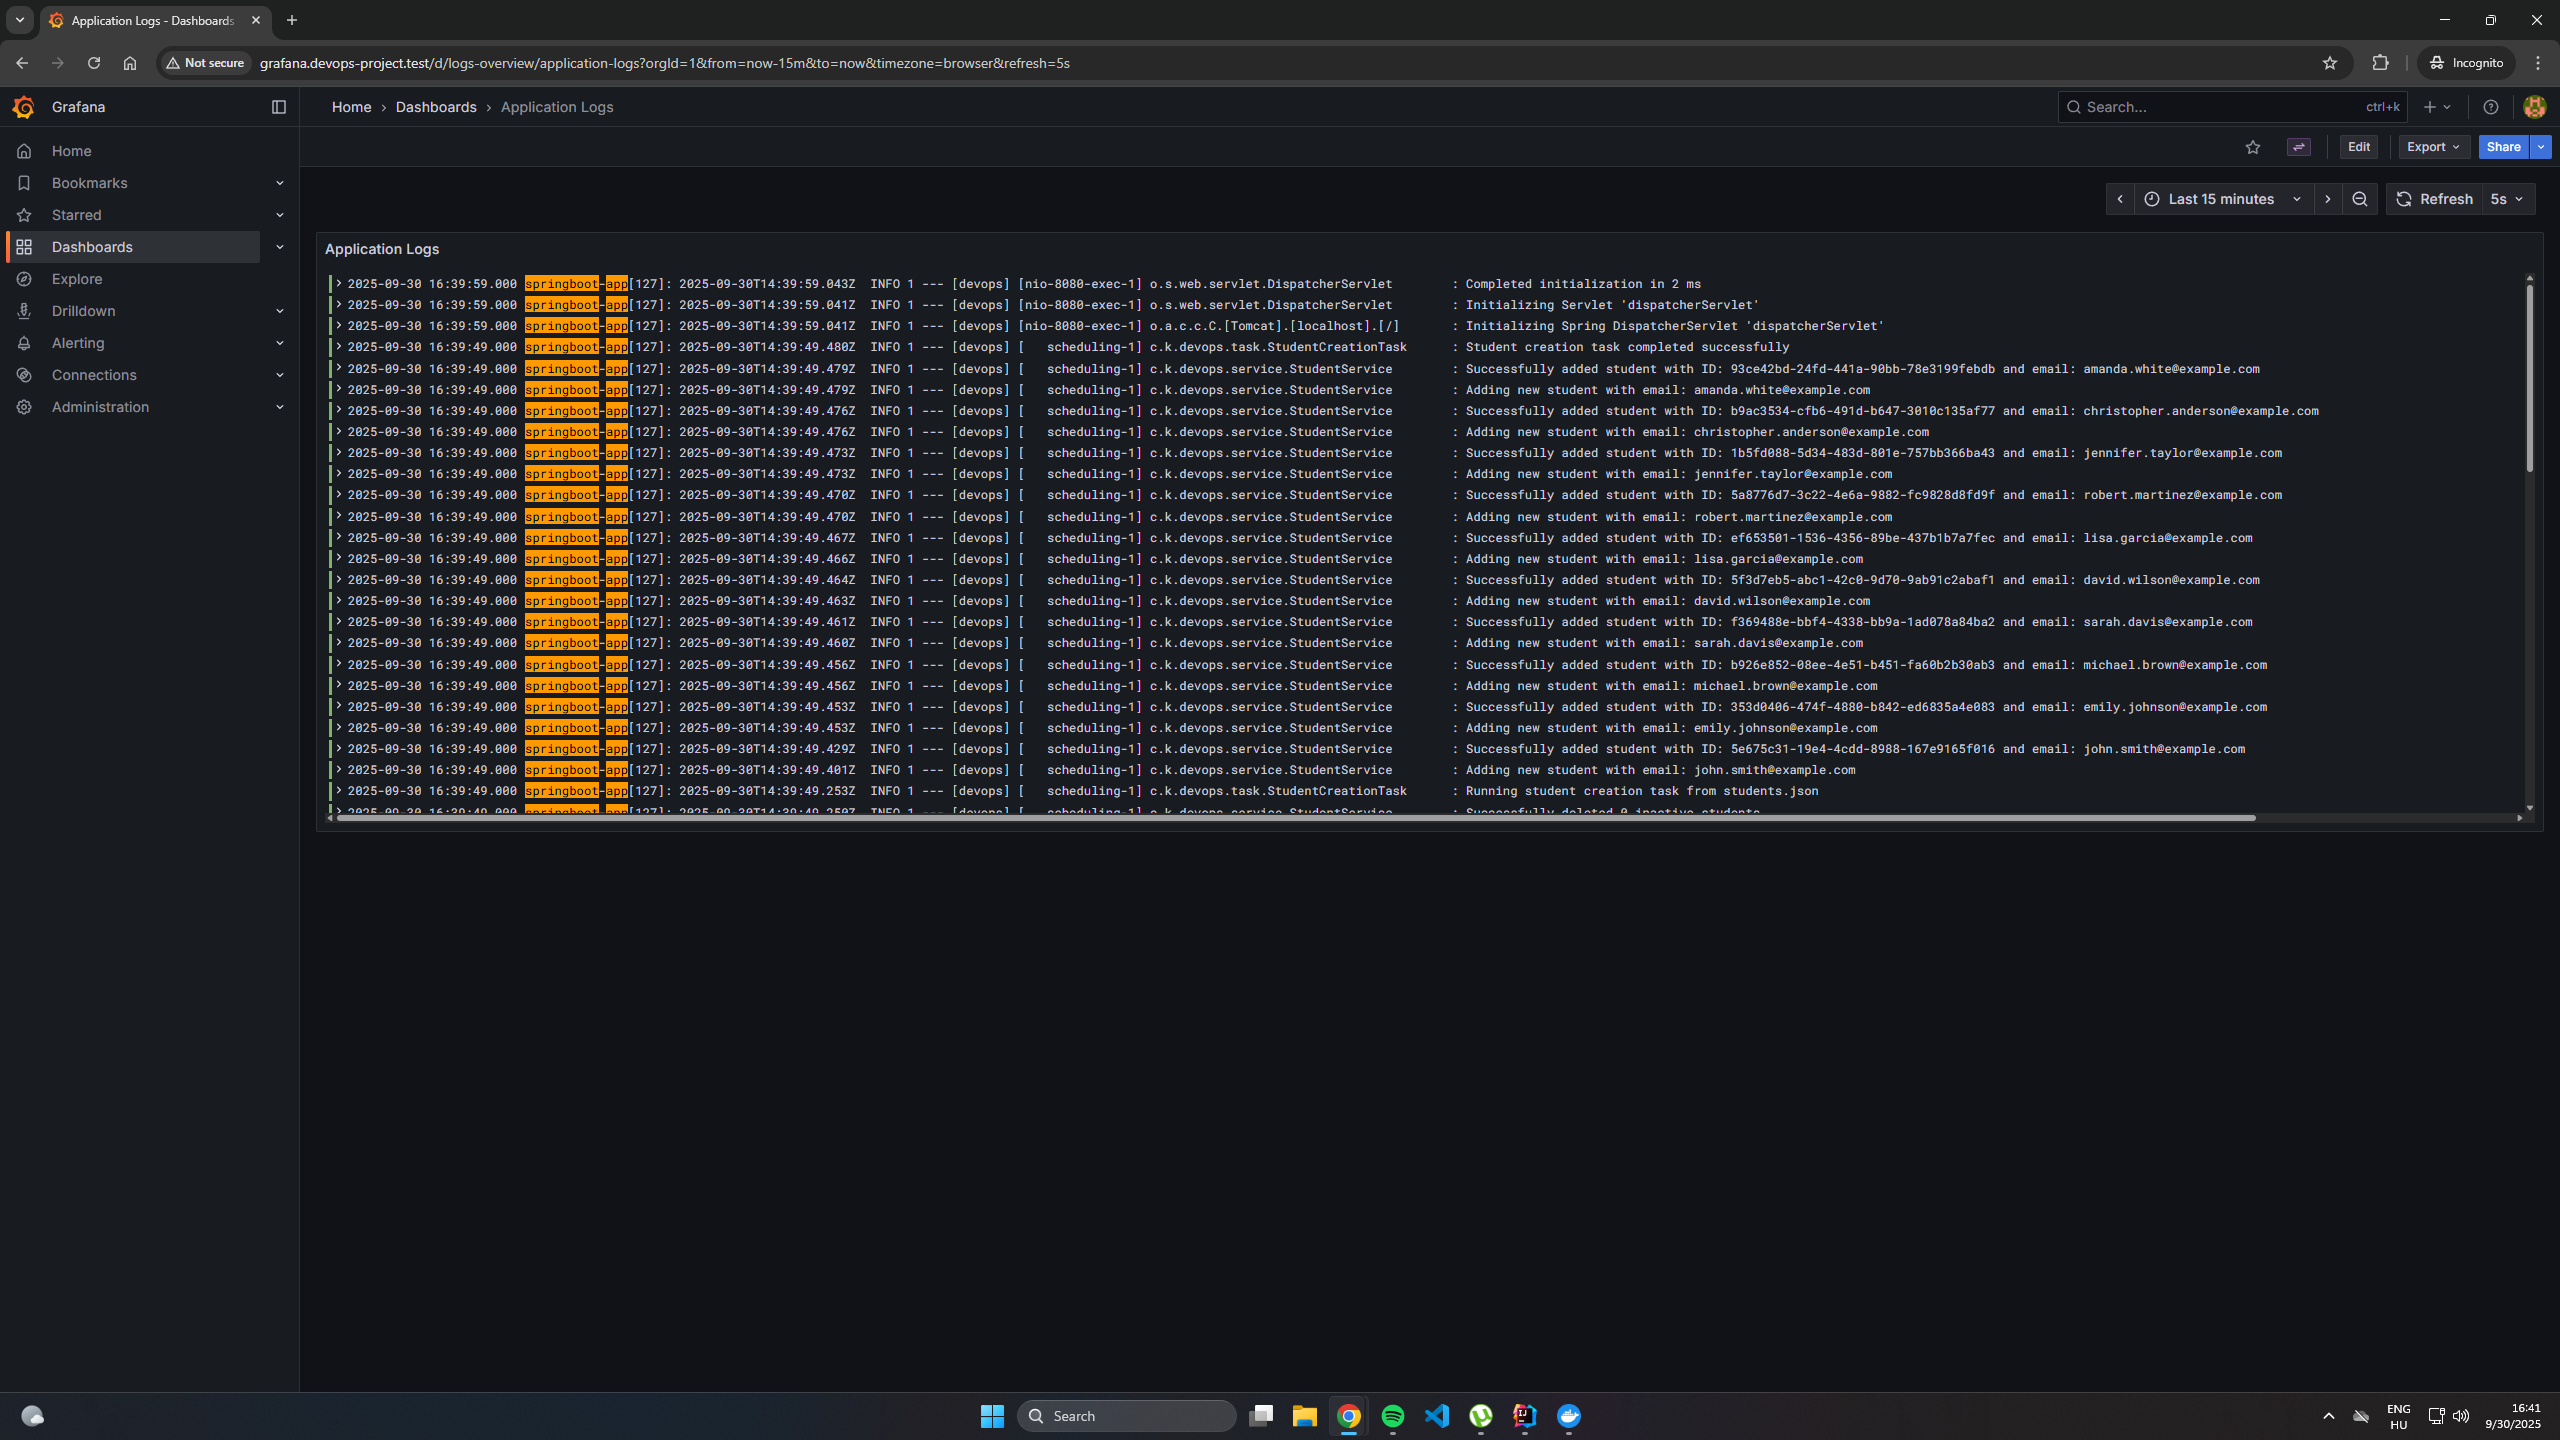 Application Logs - Dashboards
Not secure
grafana.devops-project.test/d/logs-overview/application-logs?orgId=1&from=now-15m&to=now&timezone=browser&refresh=5s
Incognito
Grafana
Home › Dashboards › Application Logs
Search...
ctrl+k
Edit
Export
Share
Home
Bookmarks
Starred
Dashboards
Explore
Drilldown
Alerting
Connections
Administration
Last 15 minutes
Refresh
5s
Application Logs
2025-09-30 16:39:59.000 springboot-app[127]: 2025-09-30T14:39:59.043Z  INFO 1 --- [devops] [nio-8080-exec-1] o.s.web.servlet.DispatcherServlet        : Completed initialization in 2 ms
2025-09-30 16:39:59.000 springboot-app[127]: 2025-09-30T14:39:59.041Z  INFO 1 --- [devops] [nio-8080-exec-1] o.s.web.servlet.DispatcherServlet        : Initializing Servlet 'dispatcherServlet'
2025-09-30 16:39:59.000 springboot-app[127]: 2025-09-30T14:39:59.041Z  INFO 1 --- [devops] [nio-8080-exec-1] o.a.c.c.C.[Tomcat].[localhost].[/]       : Initializing Spring DispatcherServlet 'dispatcherServlet'
2025-09-30 16:39:49.000 springboot-app[127]: 2025-09-30T14:39:49.480Z  INFO 1 --- [devops] [   scheduling-1] c.k.devops.task.StudentCreationTask      : Student creation task completed successfully
2025-09-30 16:39:49.000 springboot-app[127]: 2025-09-30T14:39:49.479Z  INFO 1 --- [devops] [   scheduling-1] c.k.devops.service.StudentService        : Successfully added student with ID: 93ce42bd-24fd-441a-90bb-78e3199febdb and email: amanda.white@example.com
2025-09-30 16:39:49.000 springboot-app[127]: 2025-09-30T14:39:49.479Z  INFO 1 --- [devops] [   scheduling-1] c.k.devops.service.StudentService        : Adding new student with email: amanda.white@example.com
2025-09-30 16:39:49.000 springboot-app[127]: 2025-09-30T14:39:49.476Z  INFO 1 --- [devops] [   scheduling-1] c.k.devops.service.StudentService        : Successfully added student with ID: b9ac3534-cfb6-491d-b647-3010c135af77 and email: christopher.anderson@example.com
2025-09-30 16:39:49.000 springboot-app[127]: 2025-09-30T14:39:49.476Z  INFO 1 --- [devops] [   scheduling-1] c.k.devops.service.StudentService        : Adding new student with email: christopher.anderson@example.com
2025-09-30 16:39:49.000 springboot-app[127]: 2025-09-30T14:39:49.473Z  INFO 1 --- [devops] [   scheduling-1] c.k.devops.service.StudentService        : Successfully added student with ID: 1b5fd088-5d34-483d-801e-757bb366ba43 and email: jennifer.taylor@example.com
2025-09-30 16:39:49.000 springboot-app[127]: 2025-09-30T14:39:49.473Z  INFO 1 --- [devops] [   scheduling-1] c.k.devops.service.StudentService        : Adding new student with email: jennifer.taylor@example.com
2025-09-30 16:39:49.000 springboot-app[127]: 2025-09-30T14:39:49.470Z  INFO 1 --- [devops] [   scheduling-1] c.k.devops.service.StudentService        : Successfully added student with ID: 5a8776d7-3c22-4e6a-9882-fc9828d8fd9f and email: robert.martinez@example.com
2025-09-30 16:39:49.000 springboot-app[127]: 2025-09-30T14:39:49.470Z  INFO 1 --- [devops] [   scheduling-1] c.k.devops.service.StudentService        : Adding new student with email: robert.martinez@example.com
2025-09-30 16:39:49.000 springboot-app[127]: 2025-09-30T14:39:49.467Z  INFO 1 --- [devops] [   scheduling-1] c.k.devops.service.StudentService        : Successfully added student with ID: ef653501-1536-4356-89be-437b1b7a7fec and email: lisa.garcia@example.com
2025-09-30 16:39:49.000 springboot-app[127]: 2025-09-30T14:39:49.466Z  INFO 1 --- [devops] [   scheduling-1] c.k.devops.service.StudentService        : Adding new student with email: lisa.garcia@example.com
2025-09-30 16:39:49.000 springboot-app[127]: 2025-09-30T14:39:49.464Z  INFO 1 --- [devops] [   scheduling-1] c.k.devops.service.StudentService        : Successfully added student with ID: 5f3d7eb5-abc1-42c0-9d70-9ab91c2abaf1 and email: david.wilson@example.com
2025-09-30 16:39:49.000 springboot-app[127]: 2025-09-30T14:39:49.463Z  INFO 1 --- [devops] [   scheduling-1] c.k.devops.service.StudentService        : Adding new student with email: david.wilson@example.com
2025-09-30 16:39:49.000 springboot-app[127]: 2025-09-30T14:39:49.461Z  INFO 1 --- [devops] [   scheduling-1] c.k.devops.service.StudentService        : Successfully added student with ID: f369488e-bbf4-4338-bb9a-1ad078a84ba2 and email: sarah.davis@example.com
2025-09-30 16:39:49.000 springboot-app[127]: 2025-09-30T14:39:49.460Z  INFO 1 --- [devops] [   scheduling-1] c.k.devops.service.StudentService        : Adding new student with email: sarah.davis@example.com
2025-09-30 16:39:49.000 springboot-app[127]: 2025-09-30T14:39:49.456Z  INFO 1 --- [devops] [   scheduling-1] c.k.devops.service.StudentService        : Successfully added student with ID: b926e852-08ee-4e51-b451-fa60b2b30ab3 and email: michael.brown@example.com
2025-09-30 16:39:49.000 springboot-app[127]: 2025-09-30T14:39:49.456Z  INFO 1 --- [devops] [   scheduling-1] c.k.devops.service.StudentService        : Adding new student with email: michael.brown@example.com
2025-09-30 16:39:49.000 springboot-app[127]: 2025-09-30T14:39:49.453Z  INFO 1 --- [devops] [   scheduling-1] c.k.devops.service.StudentService        : Successfully added student with ID: 353d0406-474f-4880-b842-ed6835a4e083 and email: emily.johnson@example.com
2025-09-30 16:39:49.000 springboot-app[127]: 2025-09-30T14:39:49.453Z  INFO 1 --- [devops] [   scheduling-1] c.k.devops.service.StudentService        : Adding new student with email: emily.johnson@example.com
2025-09-30 16:39:49.000 springboot-app[127]: 2025-09-30T14:39:49.429Z  INFO 1 --- [devops] [   scheduling-1] c.k.devops.service.StudentService        : Successfully added student with ID: 5e675c31-19e4-4cdd-8988-167e9165f016 and email: john.smith@example.com
2025-09-30 16:39:49.000 springboot-app[127]: 2025-09-30T14:39:49.401Z  INFO 1 --- [devops] [   scheduling-1] c.k.devops.service.StudentService        : Adding new student with email: john.smith@example.com
2025-09-30 16:39:49.000 springboot-app[127]: 2025-09-30T14:39:49.253Z  INFO 1 --- [devops] [   scheduling-1] c.k.devops.task.StudentCreationTask      : Running student creation task from students.json
2025-09-30 16:39:49.000 springboot-app[127]: 2025-09-30T14:39:49.250Z  INFO 1 --- [devops] [   scheduling-1] c.k.devops.service.StudentService        : Successfully deleted 0 inactive students
Search
ENG
HU
16:41
9/30/2025